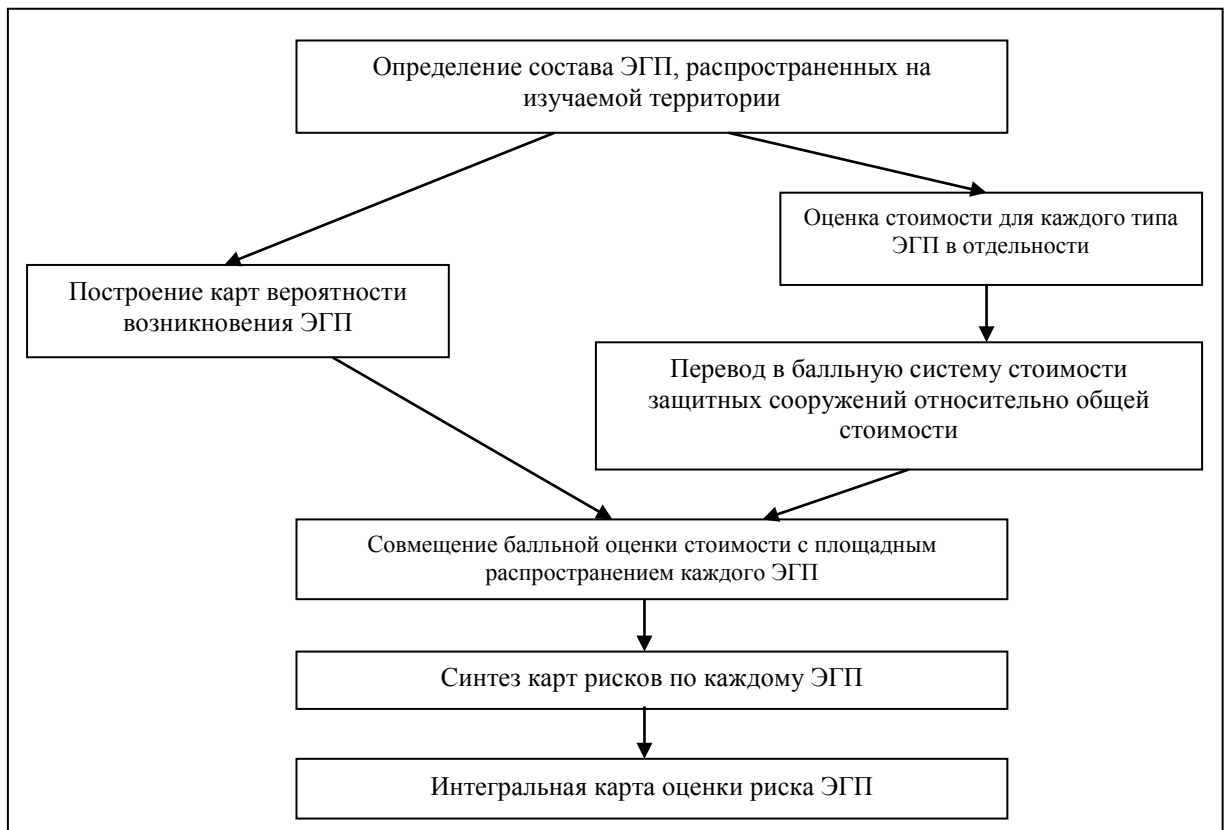 Определение состава ЭГП, распространенных на
изучаемой территории
Оценка стоимости для каждого типа
ЭГП в отдельности
Построение карт вероятности
возникновения ЭГП
Перевод в балльную систему стоимости
защитных сооружений относительно общей
стоимости
Совмещение балльной оценки стоимости с площадным
распространением каждого ЭГП
Синтез карт рисков по каждому ЭГП
Интегральная карта оценки риска ЭГП